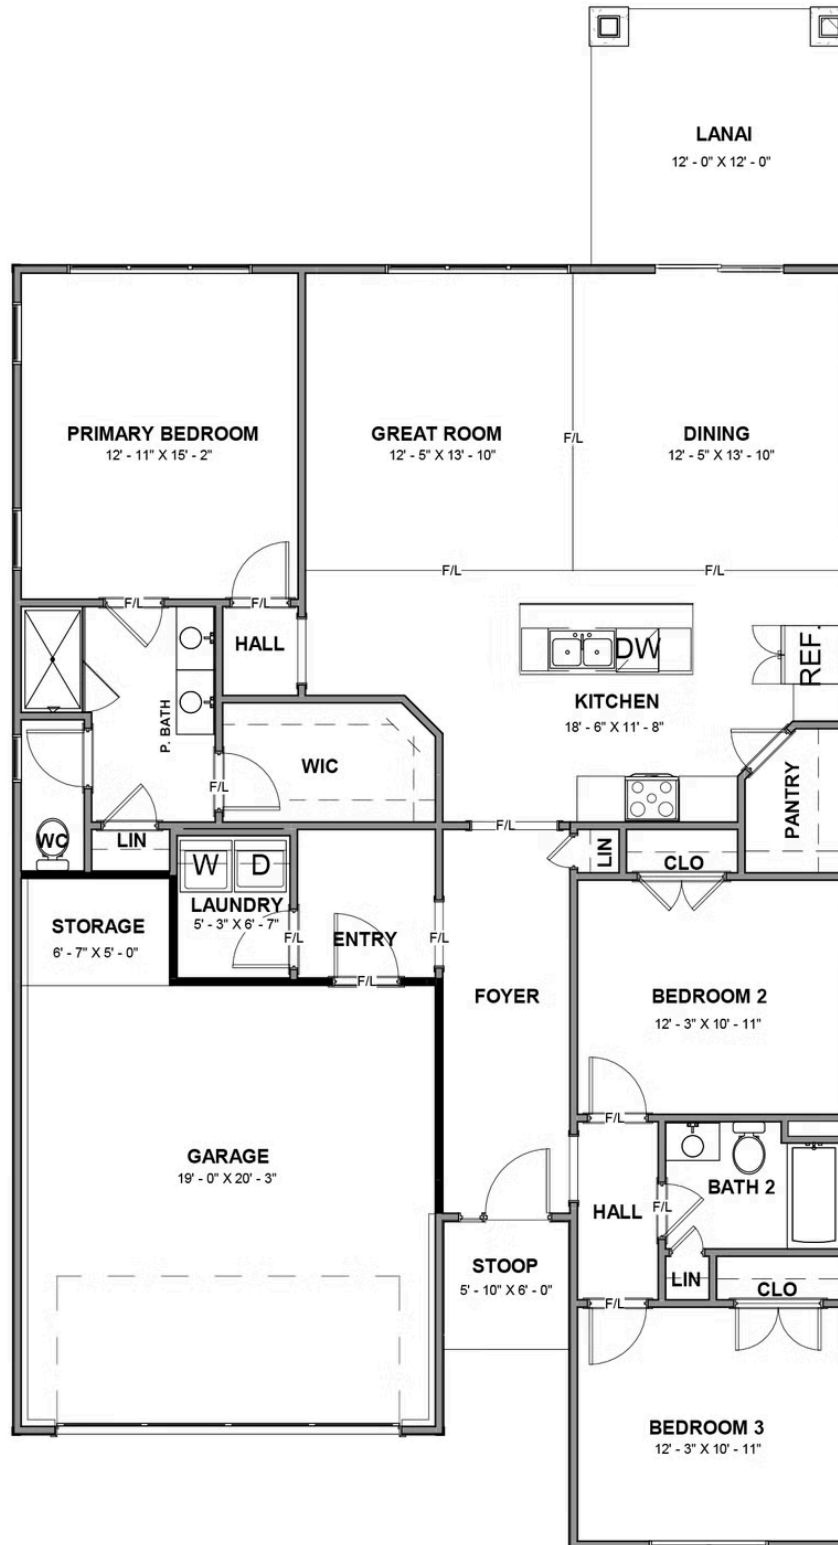 LANAI
12' - 0" X 12' - 0"
PRIMARY BEDROOM
12' - 11" X 15' - 2"
GREAT ROOM
12' - 5" X 13' - 10"
F/L
DINING
12' - 5" X 13' - 10"
F/L
F/L
F/L
F/L
HALL
DW
REF.
P. BATH
KITCHEN
18' - 6" X 11' - 8"
WIC
F/L
PANTRY
F/L
WC
LIN
LIN
CLO
W
D
LAUNDRY
5' - 3" X 6' - 7"
STORAGE
6' - 7" X 5' - 0"
F/L
ENTRY
F/L
F/L
FOYER
BEDROOM 2
12' - 3" X 10' - 11"
F/L
GARAGE
19' - 0" X 20' - 3"
BATH 2
HALL
F/L
STOOP
5' - 10" X 6' - 0"
LIN
CLO
F/L
BEDROOM 3
12' - 3" X 10' - 11"